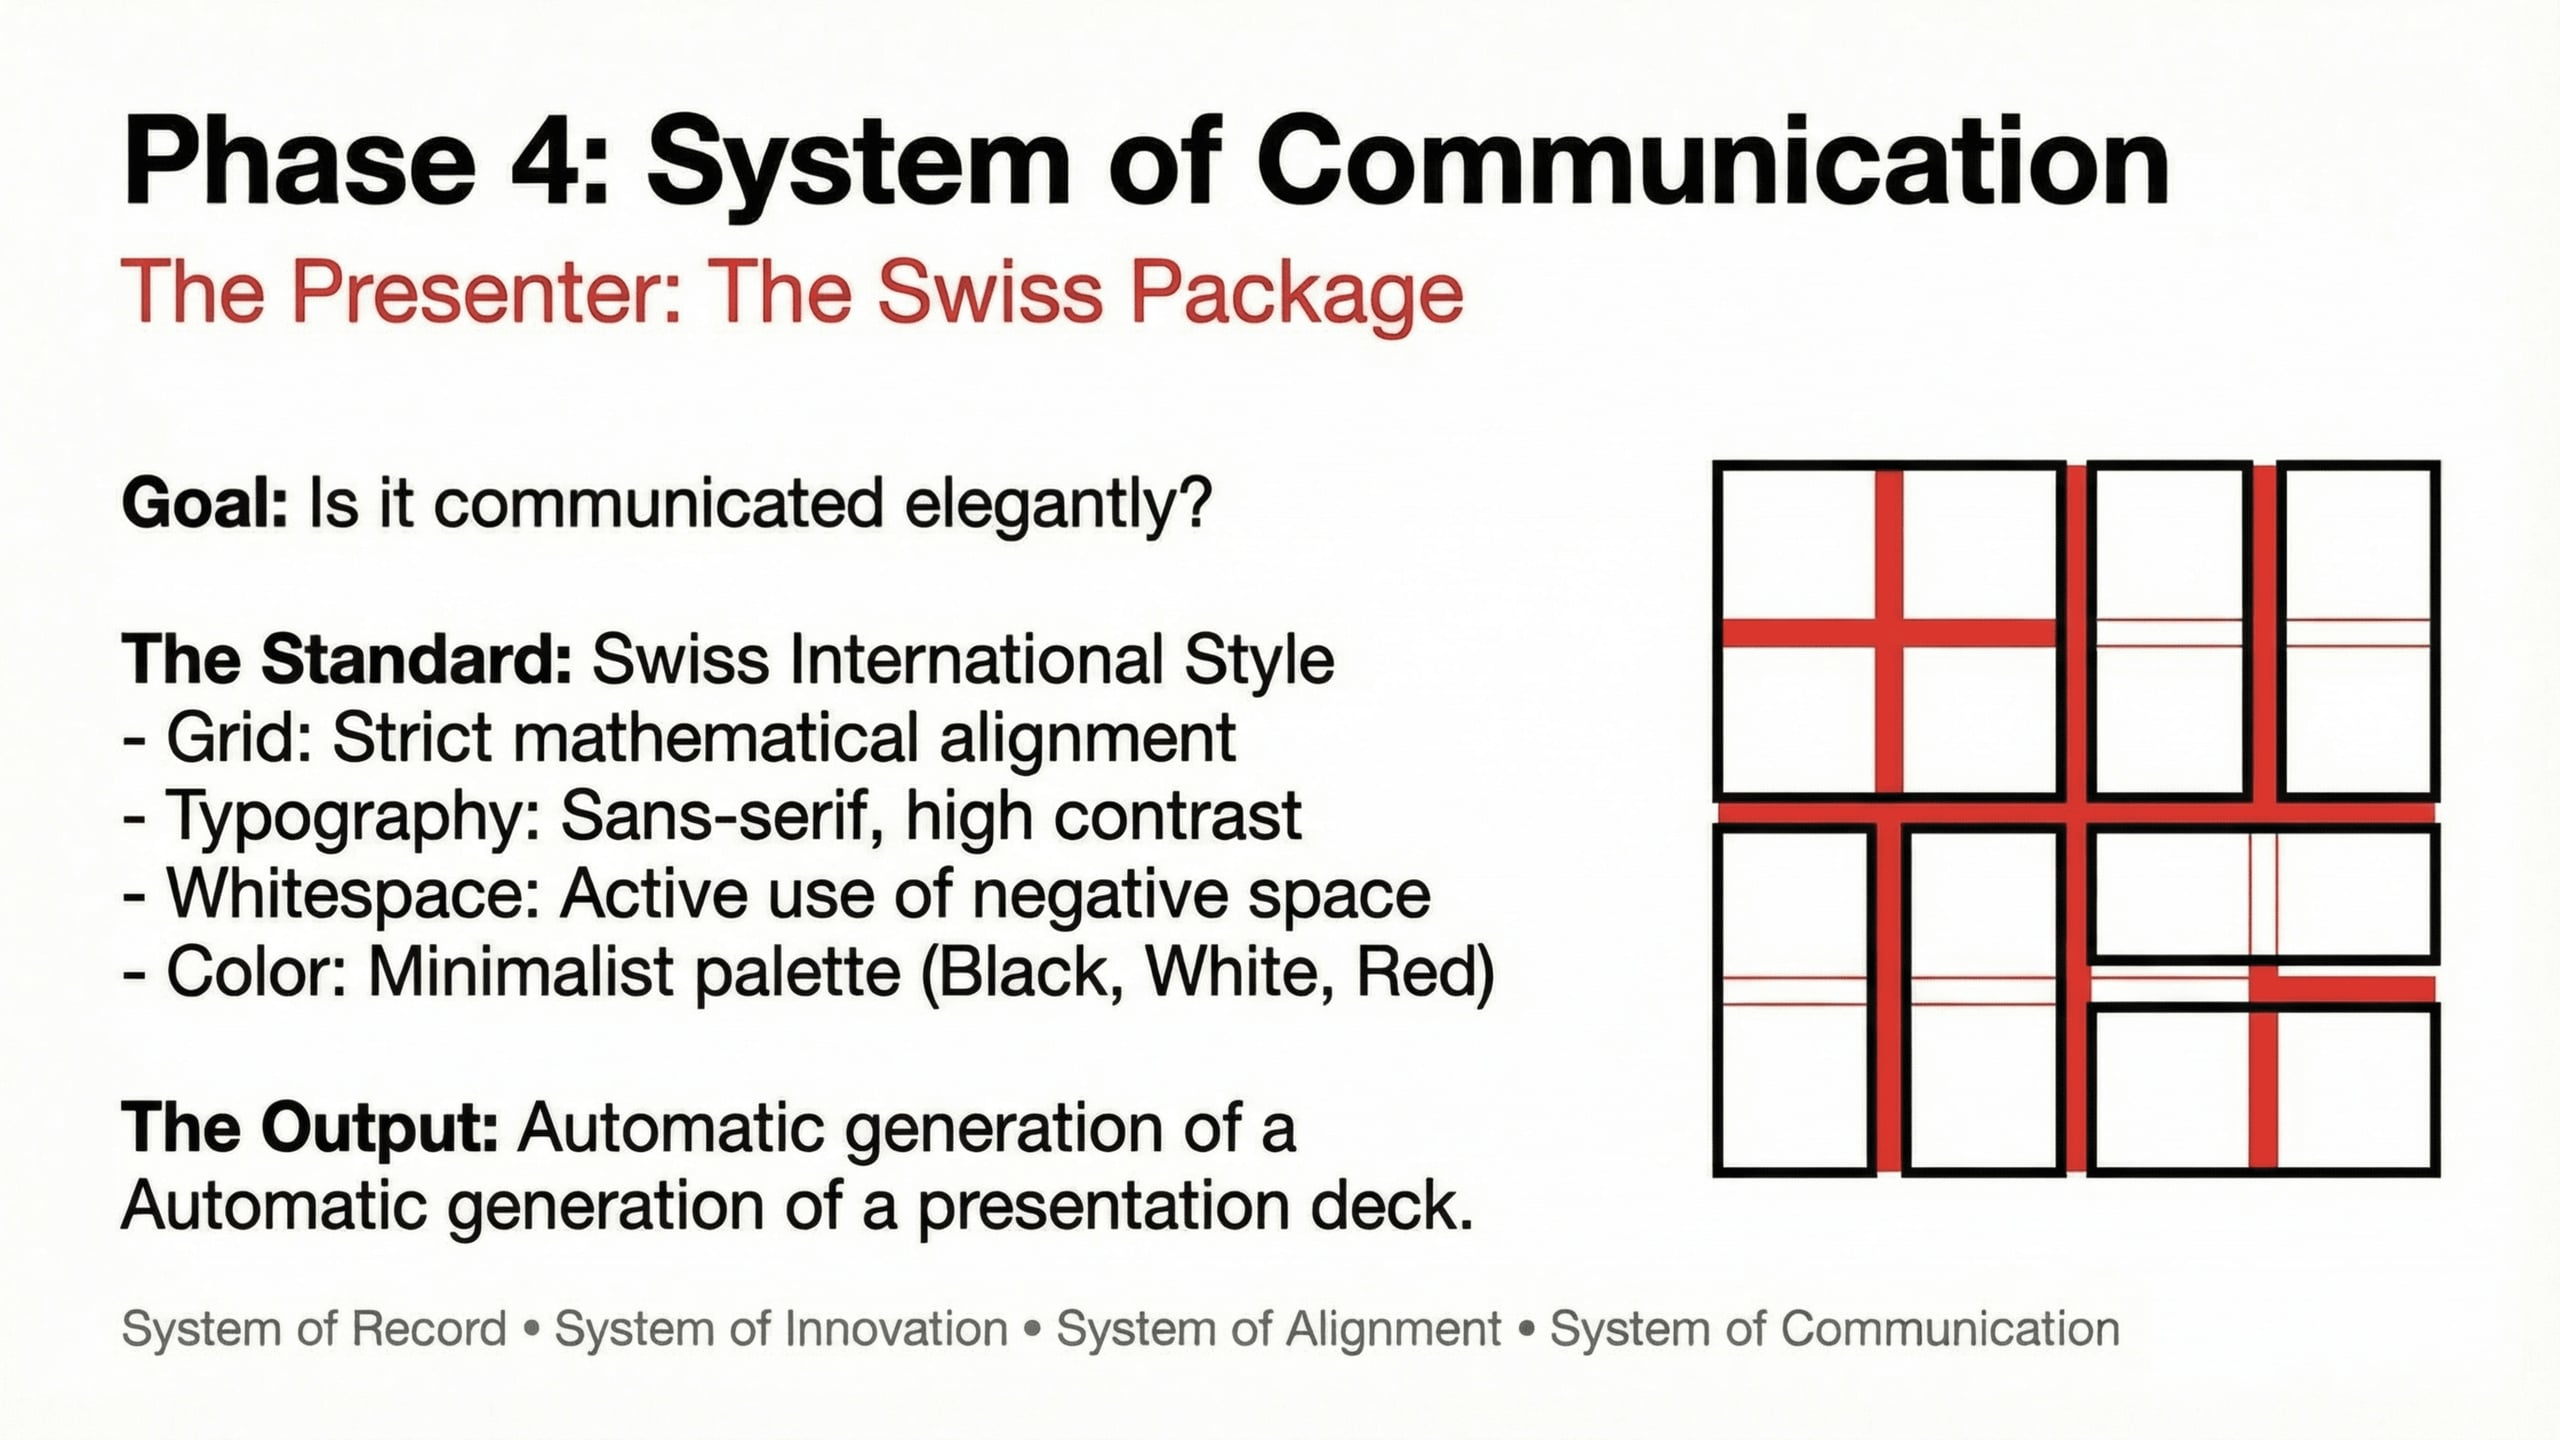 Phase 4: System of Communication
The Presenter: The Swiss Package
Goal: Is it communicated elegantly?
The Standard: Swiss International Style
- Grid: Strict mathematical alignment
- Typography: Sans-serif, high contrast
- Whitespace: Active use of negative space
- Color: Minimalist palette (Black, White, Red)
The Output: Automatic generation of a
Automatic generation of a presentation deck.
System of Record • System of Innovation • System of Alignment • System of Communication